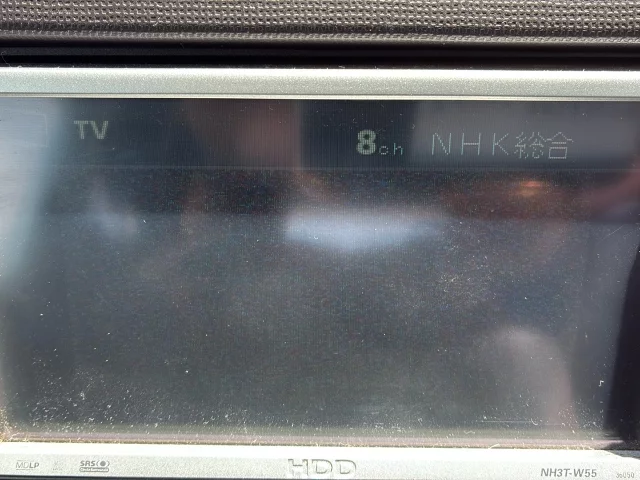 TV 8ch NHK総合
MDLP SRS HDD NH3T-W55